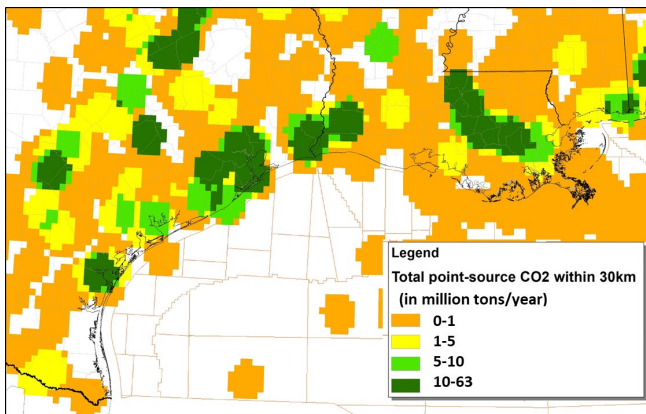 Legend
Total point-source CO2 within 30km
(in million tons/year)
0-1
1-5
5-10
10-63